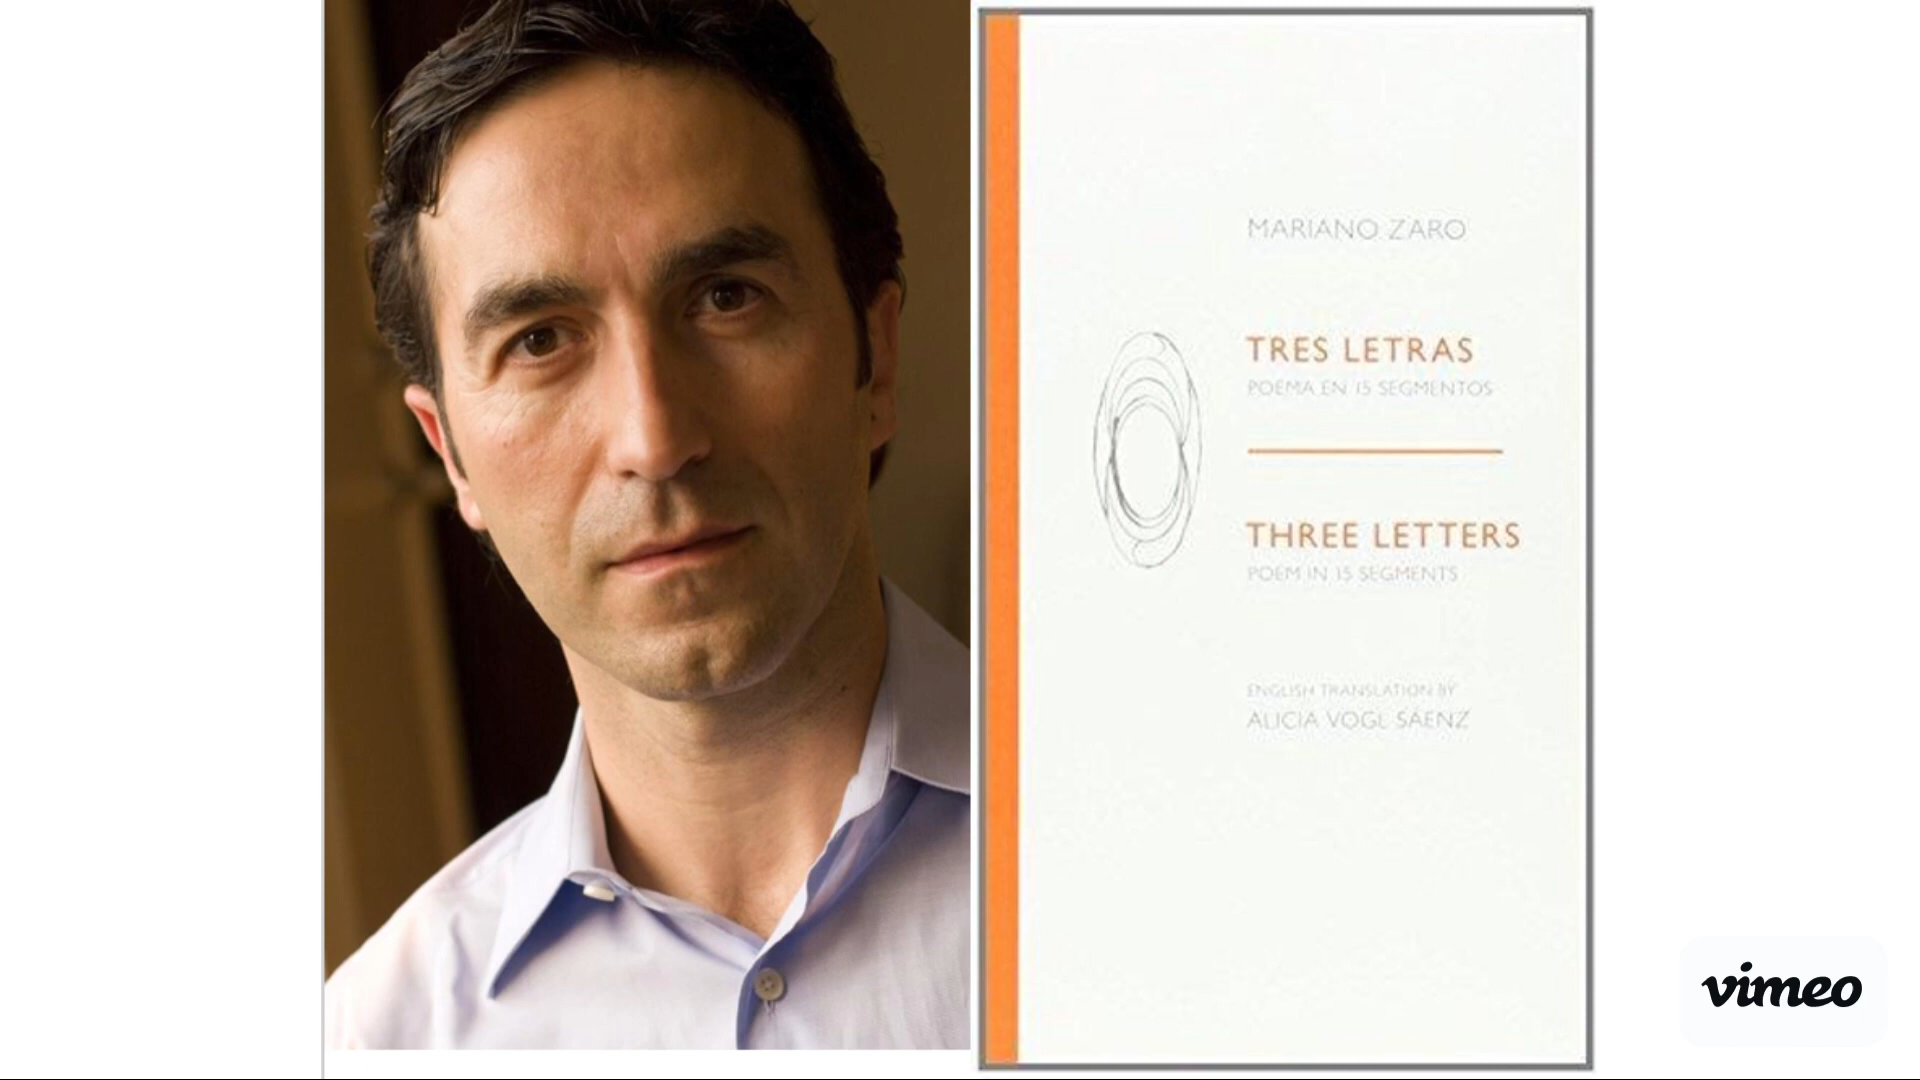 MARIANO ZARO
TRES LETRAS
POEMA EN 15 SEGMENTOS
THREE LETTERS
POEM IN 15 SEGMENTS
ENGLISH TRANSLATION BY
ALICIA VOGL SÁENZ
vimeo